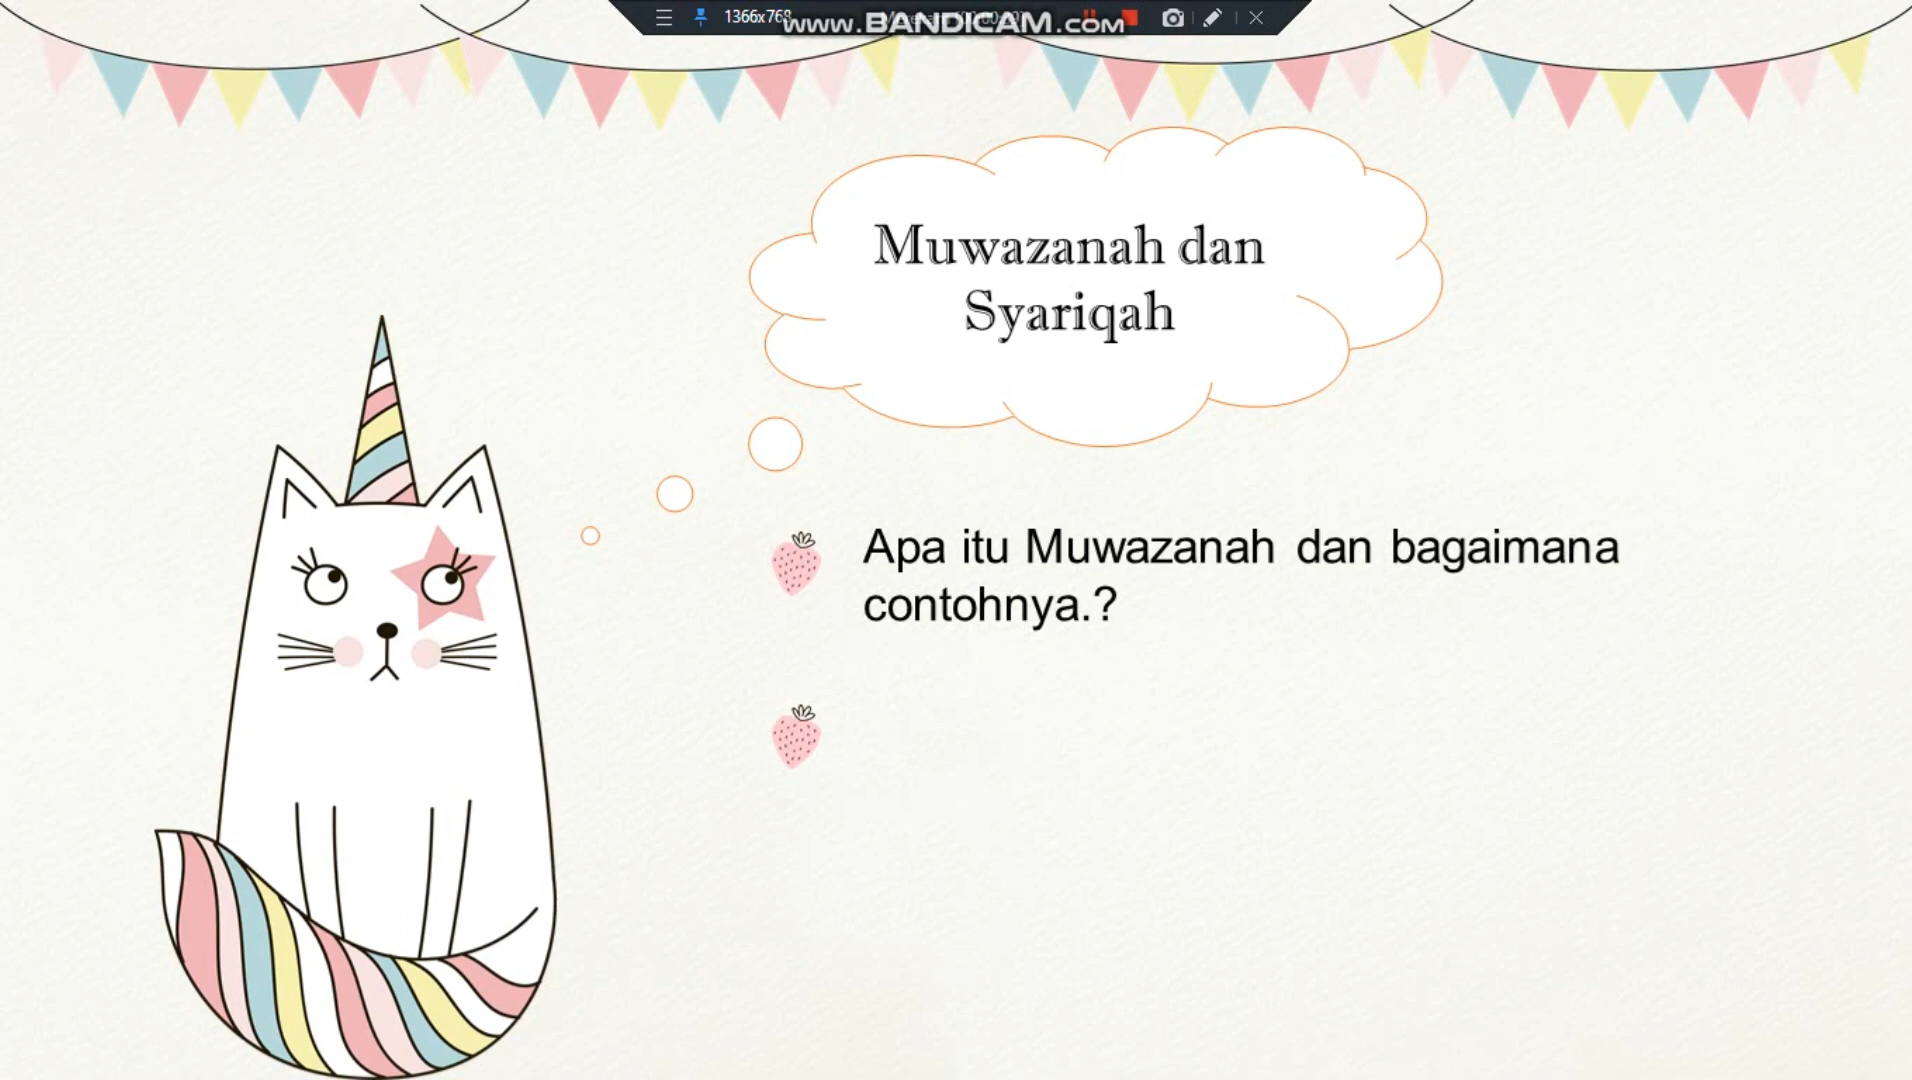 1366x768
www.BANDICAM.com
Muwazanah dan
Syariqah
Apa itu Muwazanah dan bagaimana
contohnya.?